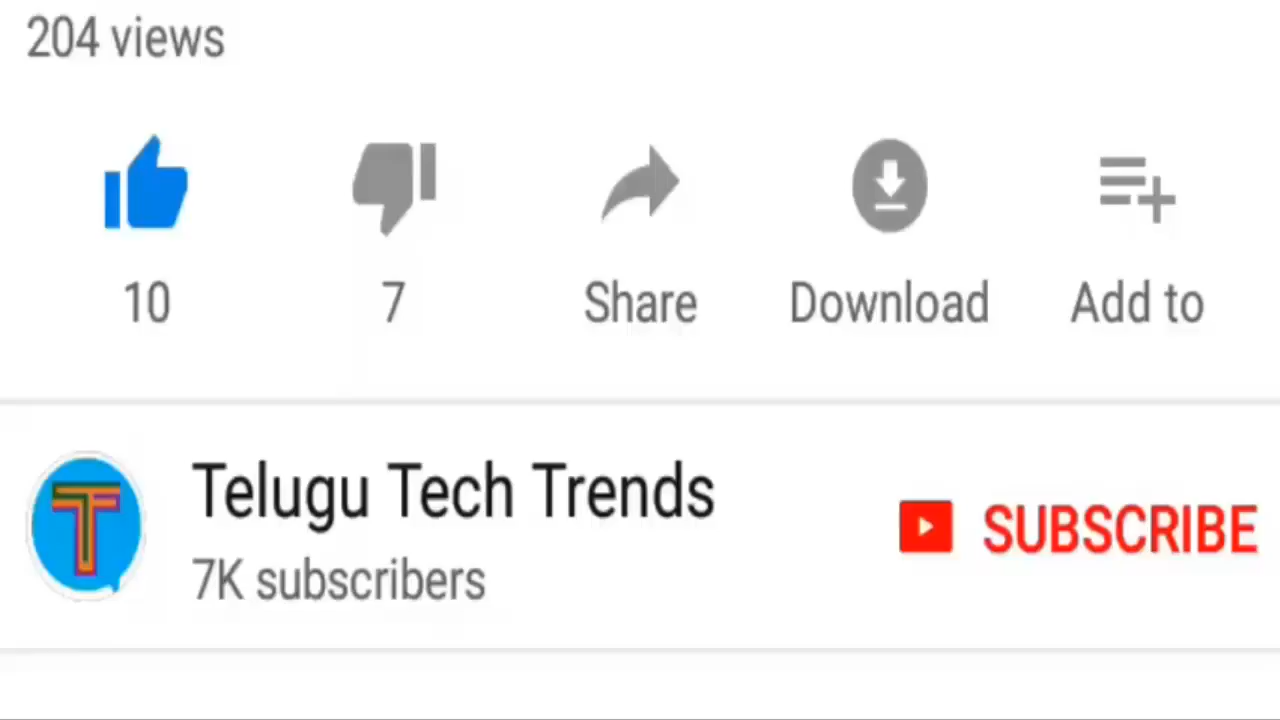 204 views
10 7 Share Download Add to
Telugu Tech Trends
SUBSCRIBE
7K subscribers